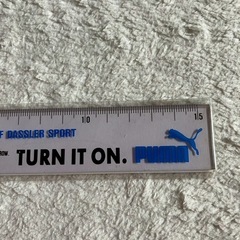 10 15
F DASSLER SPORT
TURN IT ON. PUMA